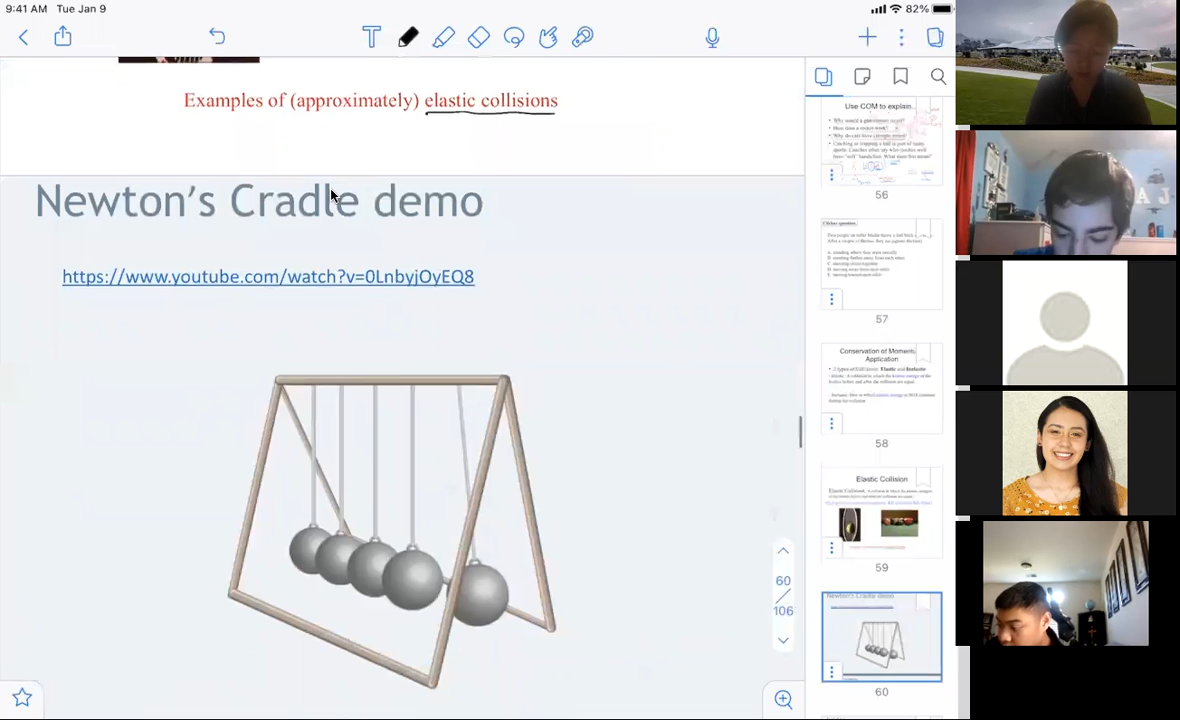 9:41 AM Tue Jan 9
82%
Examples of (approximately) elastic collisions
Newton's Cradle demo
https://www.youtube.com/watch?v=0LnbyjOyEQ8
60
106
Use COM to explain...
56
57
Conservation of Momentum
Application
58
Elastic Collision
59
Newton's Cradle demo
60
A J